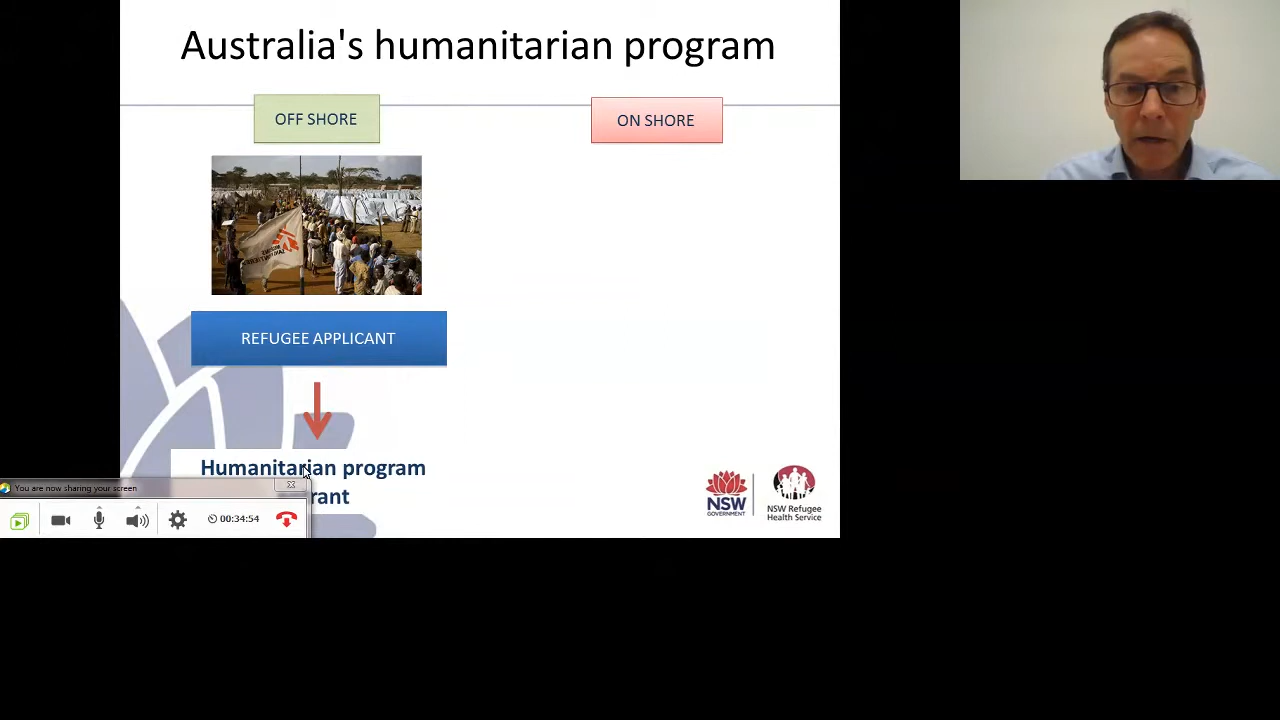 Australia's humanitarian program
OFF SHORE
ON SHORE
REFUGEE APPLICANT
Humanitarian program
rant
You are now sharing your screen
00:34:54
NSW
GOVERNMENT
NSW Refugee
Health Service